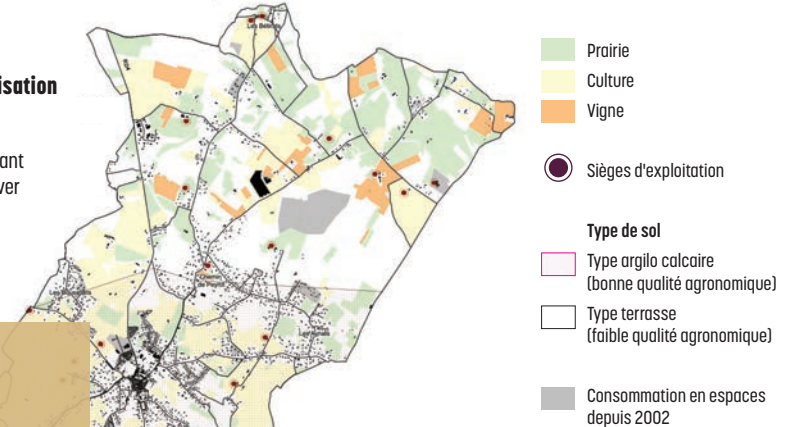 isation
ant
ver
Prairie
Culture
Vigne
Sièges d'exploitation
Type de sol
Type argilo calcaire
(bonne qualité agronomique)
Type terrasse
(faible qualité agronomique)
Consommation en espaces
depuis 2002